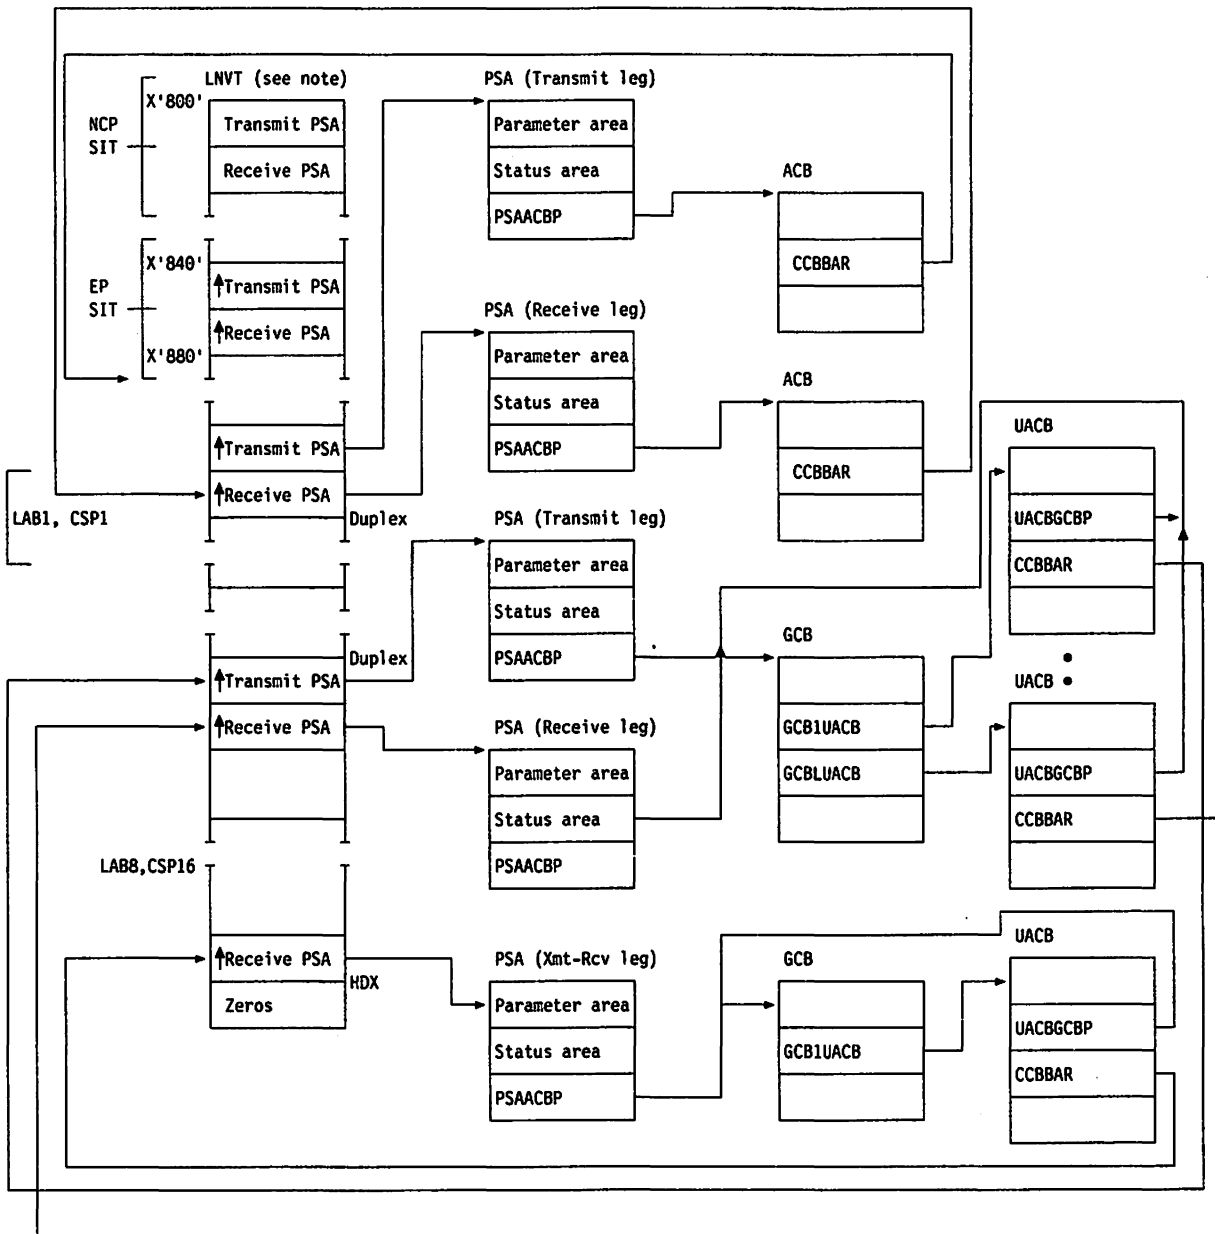 LNVT (see note)
X'800'
NCP
SIT
Transmit PSA
Receive PSA
X'840'
EP
SIT
↑Transmit PSA
↑Receive PSA
X'880'
↑Transmit PSA
↑Receive PSA
LAB1, CSP1
Duplex
Duplex
↑Transmit PSA
↑Receive PSA
LAB8,CSP16
↑Receive PSA
HDX
Zeros
PSA (Transmit leg)
Parameter area
Status area
PSAACBP
PSA (Receive leg)
Parameter area
Status area
PSAACBP
PSA (Transmit leg)
Parameter area
Status area
PSAACBP
PSA (Receive leg)
Parameter area
Status area
PSAACBP
PSA (Xmt-Rcv leg)
Parameter area
Status area
PSAACBP
ACB
CCBBAR
ACB
CCBBAR
GCB
GCB1UACB
GCBLUACB
GCB
GCB1UACB
UACB
UACBGCBP
CCBBAR
UACB
UACBGCBP
CCBBAR
UACB
UACBGCBP
CCBBAR